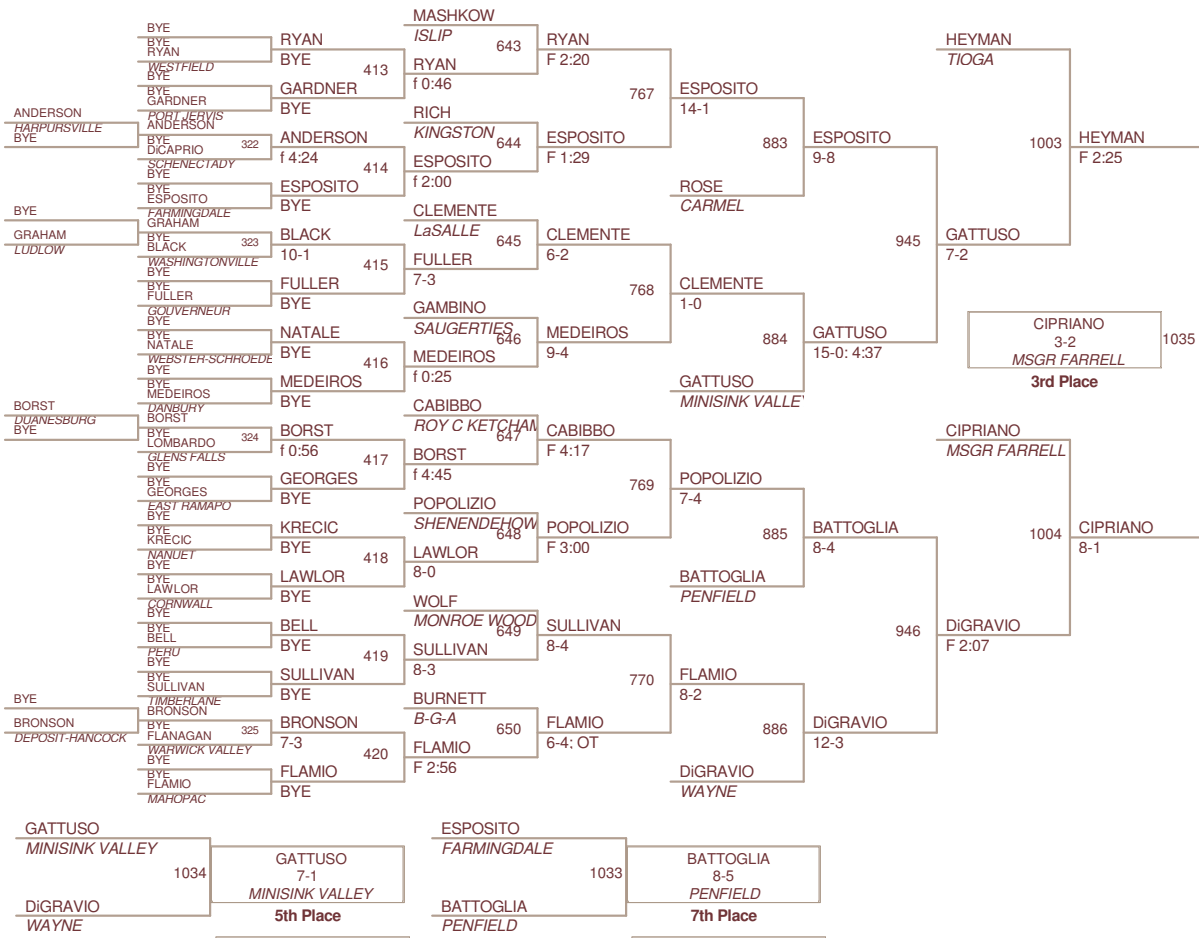 ANDERSON
HARPURSVILLE
BYE
BYE
GRAHAM
LUDLOW
BORST
DUANESBURG
BYE
BYE
BRONSON
DEPOSIT-HANCOCK
BYE
BYE
RYAN
WESTFIELD
BYE
BYE
GARDNER
PORT JERVIS
ANDERSON
BYE
DiCAPRIO
322
SCHENECTADY
BYE
BYE
ESPOSITO
FARMINGDALE
GRAHAM
BYE
BLACK
323
WASHINGTONVILLE
BYE
BYE
FULLER
GOUVERNEUR
BYE
BYE
NATALE
WEBSTER-SCHROEDE
BYE
BYE
MEDEIROS
DANBURY
BORST
BYE
LOMBARDO
324
GLENS FALLS
BYE
BYE
GEORGES
EAST RAMAPO
BYE
BYE
KRECIC
NANUET
BYE
BYE
LAWLOR
CORNWALL
BYE
BYE
BELL
PERU
BYE
BYE
SULLIVAN
TIMBERLANE
BRONSON
BYE
FLANAGAN
325
WARWICK VALLEY
BYE
BYE
FLAMIO
MAHOPAC
RYAN
BYE
413
GARDNER
BYE
ANDERSON
f 4:24
414
ESPOSITO
BYE
BLACK
10-1
415
FULLER
BYE
NATALE
BYE
416
MEDEIROS
BYE
BORST
f 0:56
417
GEORGES
BYE
KRECIC
BYE
418
LAWLOR
BYE
BELL
BYE
419
SULLIVAN
BYE
BRONSON
7-3
420
FLAMIO
BYE
MASHKOW
ISLIP
643
RYAN
f 0:46
RICH
KINGSTON
644
ESPOSITO
f 2:00
CLEMENTE
LaSALLE
645
FULLER
7-3
GAMBINO
SAUGERTIES
646
MEDEIROS
f 0:25
CABIBBO
ROY C KETCHAM
647
BORST
f 4:45
POPOLIZIO
SHENENDEHOW
648
LAWLOR
8-0
WOLF
MONROE WOOD
649
SULLIVAN
8-3
BURNETT
B-G-A
650
FLAMIO
F 2:56
RYAN
F 2:20
767
ESPOSITO
F 1:29
CLEMENTE
6-2
768
MEDEIROS
9-4
CABIBBO
F 4:17
769
POPOLIZIO
F 3:00
SULLIVAN
8-4
770
FLAMIO
6-4: OT
ESPOSITO
14-1
883
ROSE
CARMEL
CLEMENTE
1-0
884
GATTUSO
MINISINK VALLE
POPOLIZIO
7-4
885
BATTOGLIA
PENFIELD
FLAMIO
8-2
886
DiGRAVIO
WAYNE
ESPOSITO
9-8
945
GATTUSO
15-0: 4:37
BATTOGLIA
8-4
946
DiGRAVIO
12-3
HEYMAN
TIOGA
1003
GATTUSO
7-2
CIPRIANO
MSGR FARRELL
1004
DiGRAVIO
F 2:07
HEYMAN
F 2:25
CIPRIANO
3-2
MSGR FARRELL
1035
3rd Place
CIPRIANO
8-1
GATTUSO
MINISINK VALLEY
1034
DiGRAVIO
WAYNE
GATTUSO
7-1
MINISINK VALLEY
5th Place
ESPOSITO
FARMINGDALE
1033
BATTOGLIA
PENFIELD
BATTOGLIA
8-5
PENFIELD
7th Place